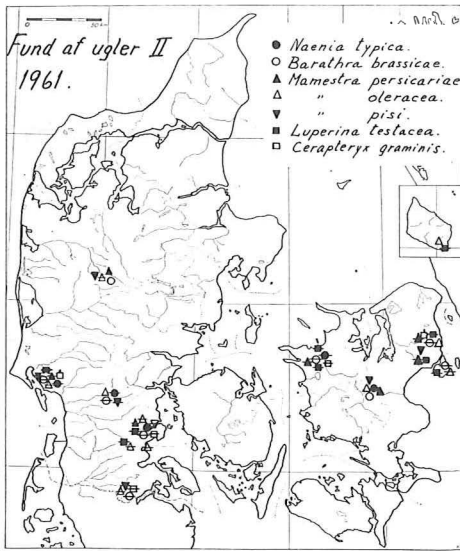 Fund af ugler II
1961.
Naenia typica.
Barathra brassicae.
Mamestra persicariae
" oleracea.
" pisi.
Luperina testacea.
Cerapteryx graminis.